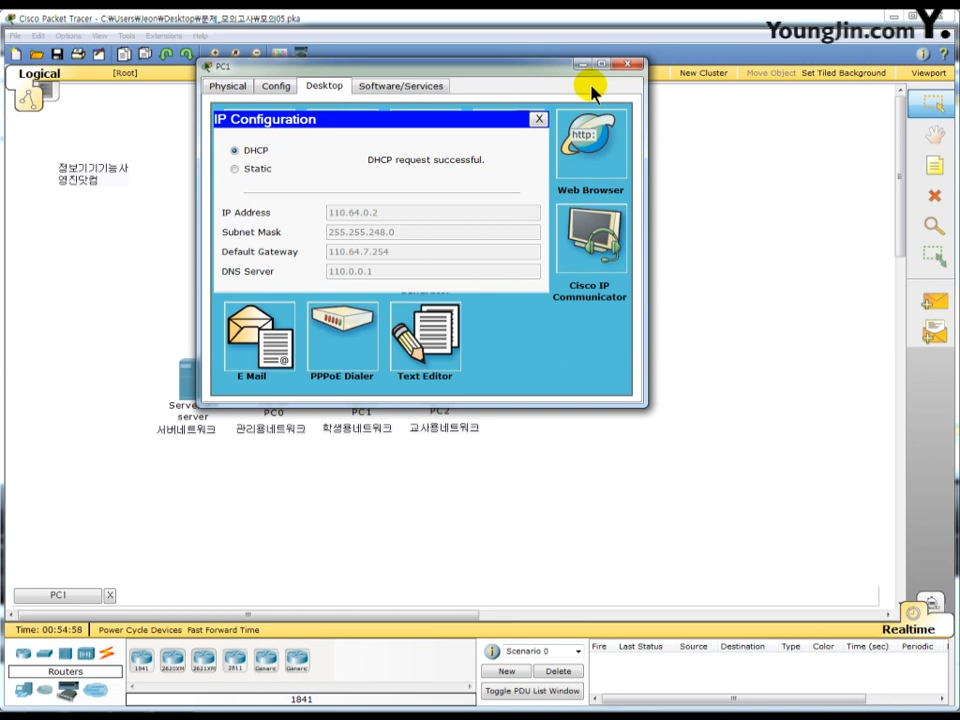 Cisco Packet Tracer - C:\Users\Jeon\Desktop\문제_모의고사\모의05.pka
YoungJin.com Y.
File Edit Options View Tools Extensions Help
Logical
[Root]
New Cluster
Move Object
Set Tiled Background
Viewport
PC1
Physical
Config
Desktop
Software/Services
IP Configuration
X
DHCP
Static
DHCP request successful.
IP Address
110.64.0.2
Subnet Mask
255.255.248.0
Default Gateway
110.64.7.254
DNS Server
110.0.0.1
http:
Web Browser
Cisco IP
Communicator
E Mail
PPPoE Dialer
Text Editor
정보기기기능사
영진닷컴
server
서버네트워크
PC0
관리용네트워크
PC1
학생용네트워크
PC2
교사용네트워크
PC1
X
Time: 00:54:58
Power Cycle Devices Fast Forward Time
Realtime
Routers
1841
2620XM
2621XM
2811
Generic
Generic
1841
Scenario 0
New
Delete
Toggle PDU List Window
Fire
Last Status
Source
Destination
Type
Color
Time (sec)
Periodic